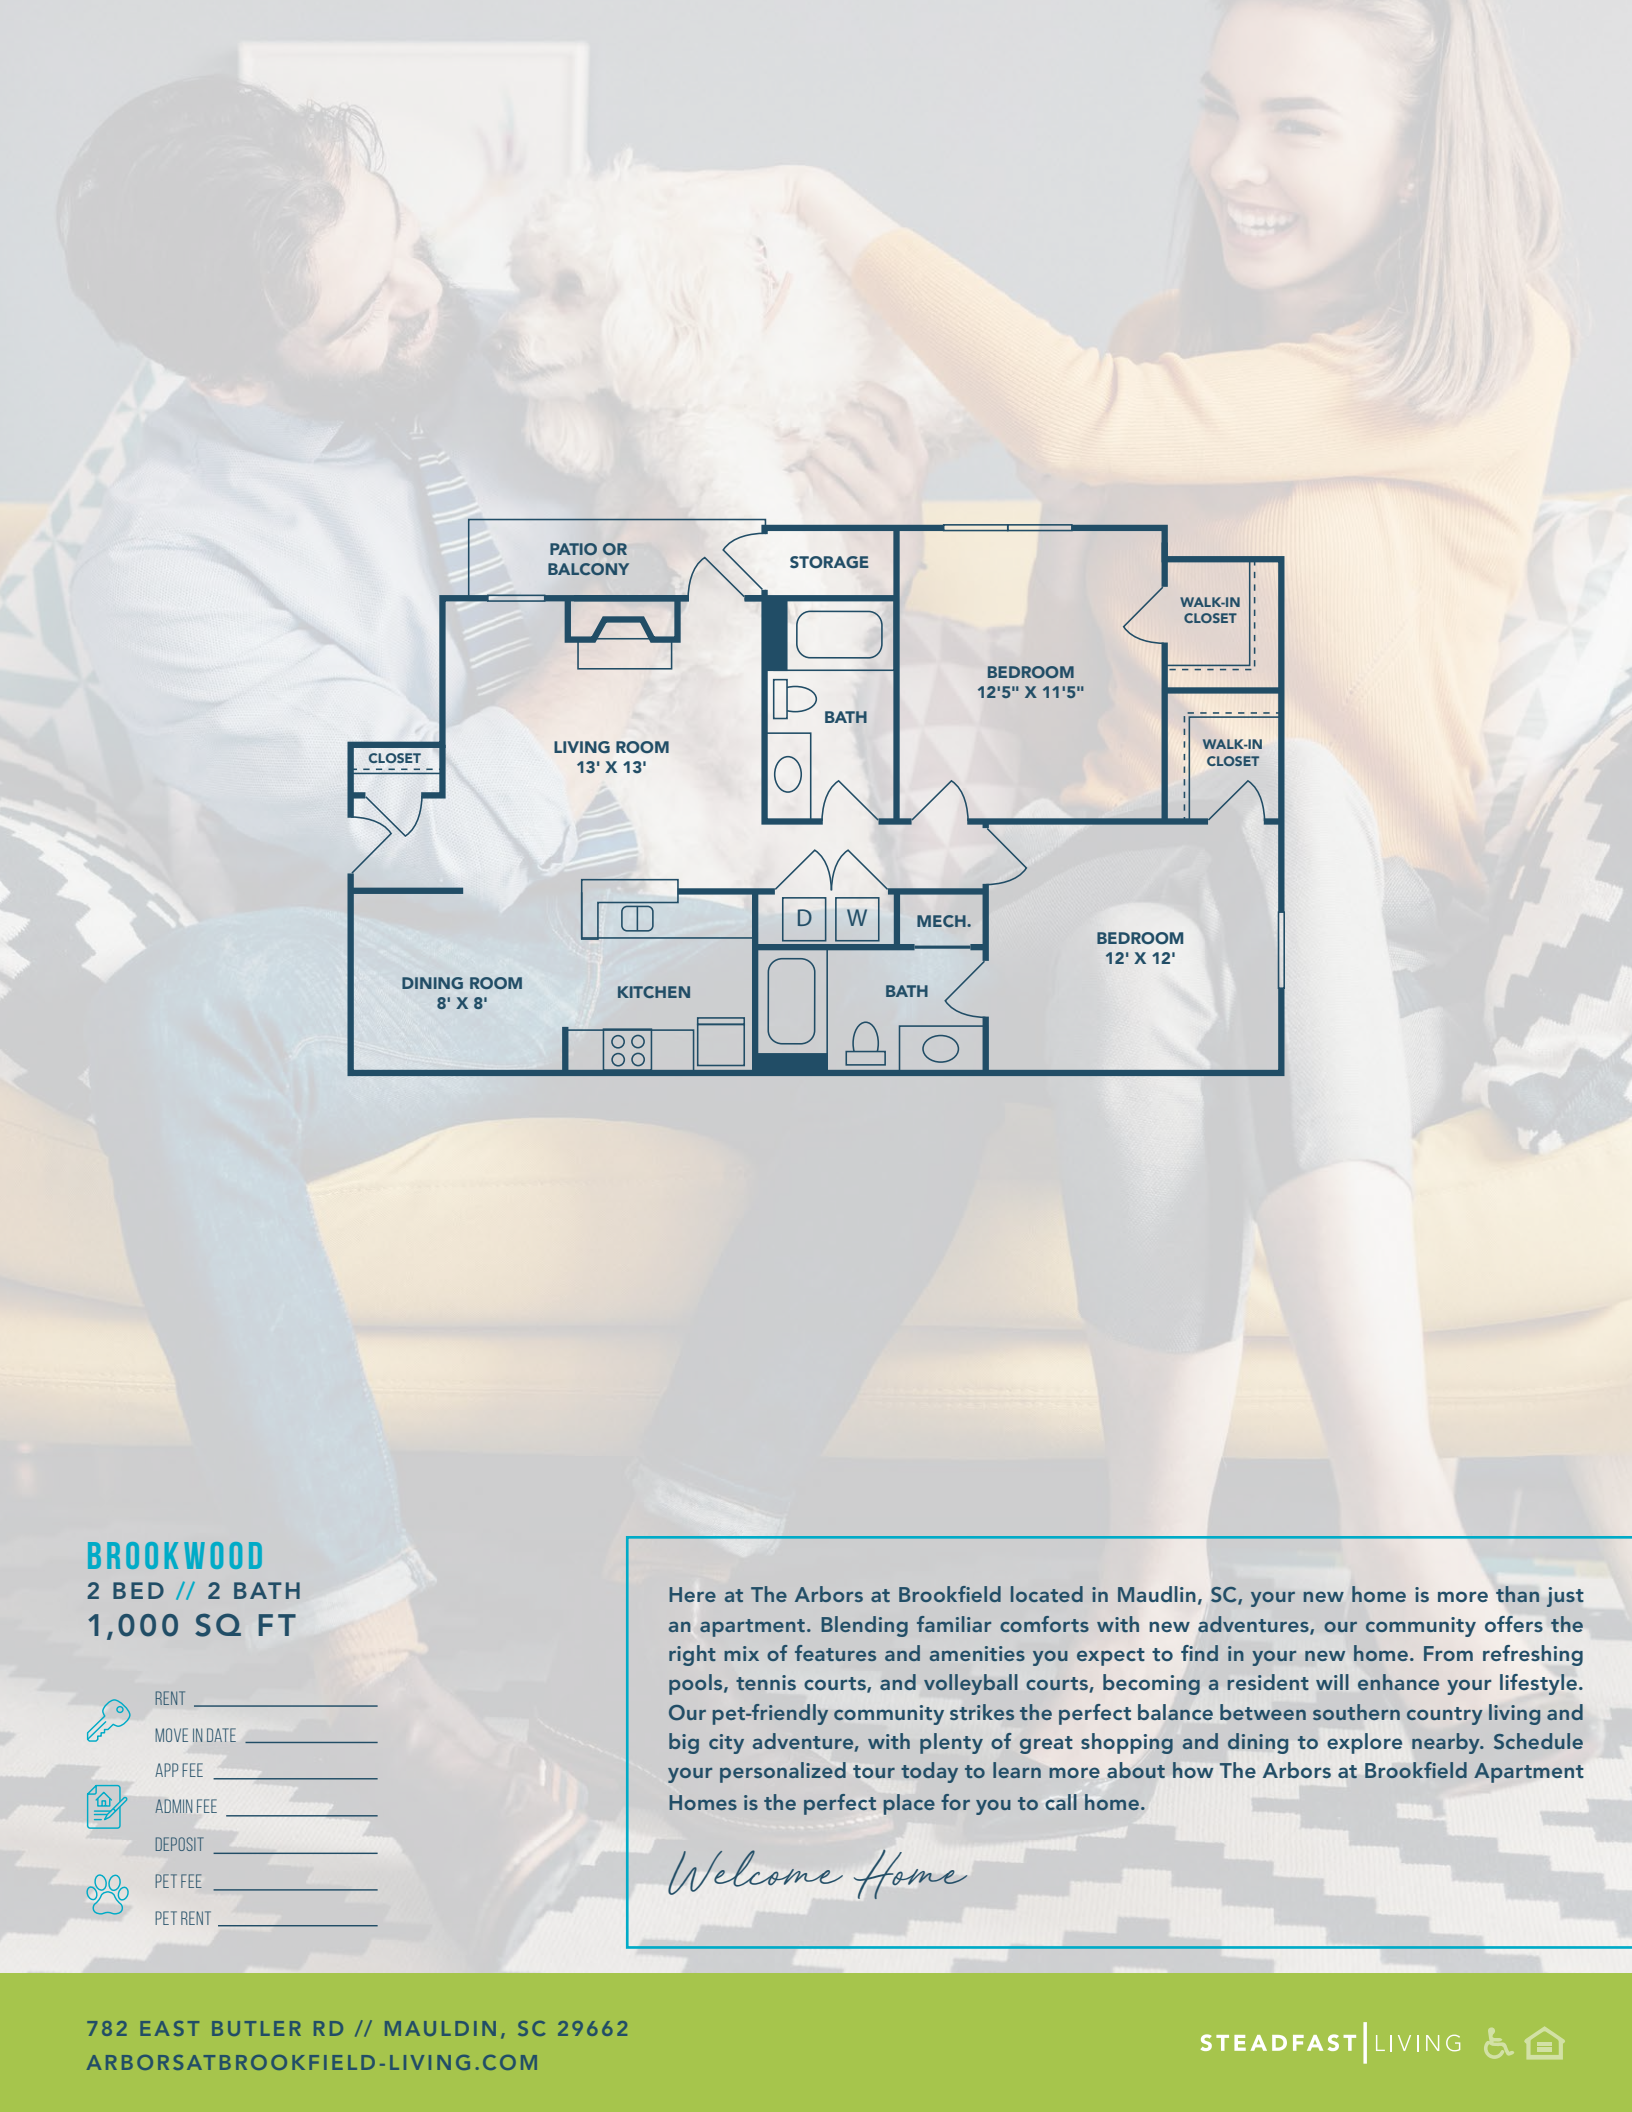 PATIO OR
BALCONY
STORAGE
WALK-IN
CLOSET
BEDROOM
12'5" X 11'5"
BATH
LIVING ROOM
13' X 13'
CLOSET
WALK-IN
CLOSET
D
W
MECH.
BEDROOM
12' X 12'
DINING ROOM
8' X 8'
KITCHEN
BATH
BROOKWOOD
2 BED // 2 BATH
1,000 SQ FT
RENT
MOVE IN DATE
APP FEE
ADMIN FEE
DEPOSIT
PET FEE
PET RENT
Here at The Arbors at Brookfield located in Maudlin, SC, your new home is more than just
an apartment. Blending familiar comforts with new adventures, our community offers the
right mix of features and amenities you expect to find in your new home. From refreshing
pools, tennis courts, and volleyball courts, becoming a resident will enhance your lifestyle.
Our pet-friendly community strikes the perfect balance between southern country living and
big city adventure, with plenty of great shopping and dining to explore nearby. Schedule
your personalized tour today to learn more about how The Arbors at Brookfield Apartment
Homes is the perfect place for you to call home.
Welcome Home
782 EAST BUTLER RD // MAULDIN, SC 29662
ARBORSATBROOKFIELD-LIVING.COM
STEADFAST LIVING